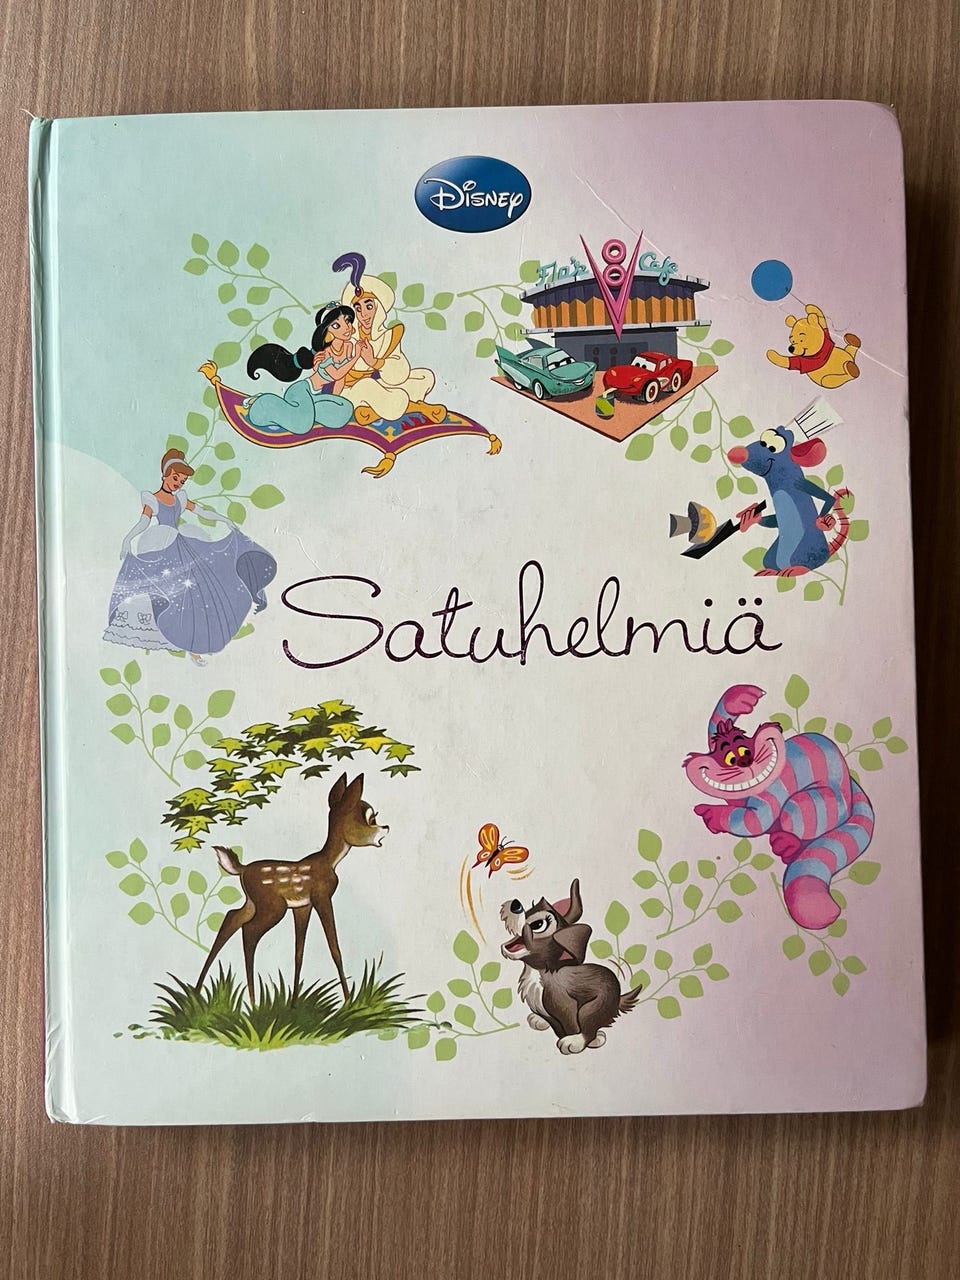 Disney
Flo's V8 Cafe
Satuhelmiä